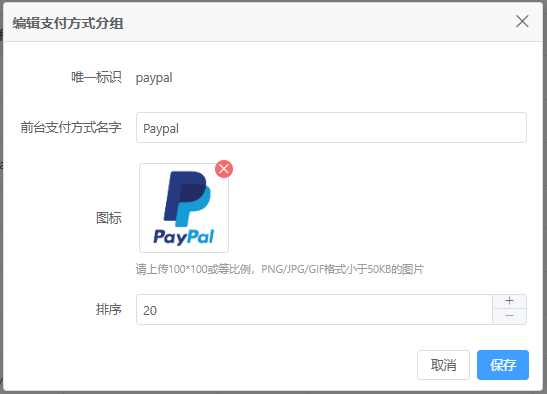 编辑支付方式分组
唯一标识 paypal
前台支付方式名字 Paypal
图标
PayPal
请上传100*100或等比例，PNG/JPG/GIF格式小于50KB的图片
排序 20
取消 保存